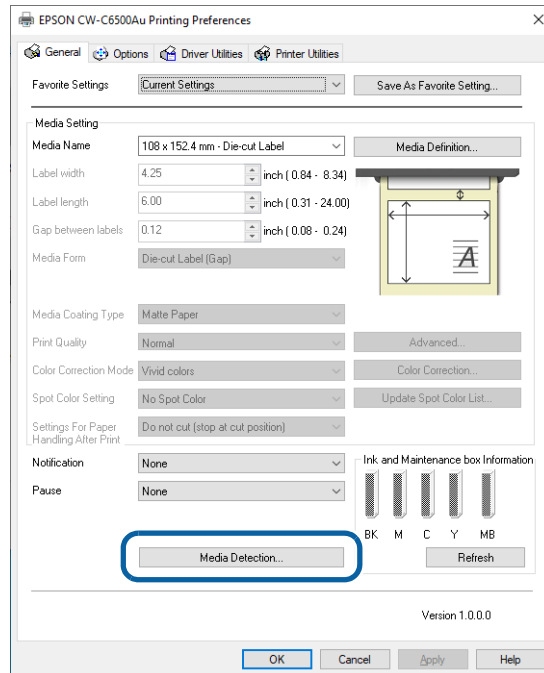 EPSON CW-C6500Au Printing Preferences
General Options Driver Utilities Printer Utilities
Favorite Settings Current Settings Save As Favorite Setting...
Media Setting
Media Name 108 x 152.4 mm - Die-cut Label Media Definition...
Label width 4.25 inch ( 0.84 - 8.34)
Label length 6.00 inch ( 0.31 - 24.00)
Gap between labels 0.12 inch ( 0.08 - 0.24)
Media Form Die-cut Label (Gap)
A
Media Coating Type Matte Paper
Print Quality Normal Advanced...
Color Correction Mode Vivid colors Color Correction...
Spot Color Setting No Spot Color Update Spot Color List...
Settings For Paper Do not cut (stop at cut position)
Handling After Print
Notification None Ink and Maintenance box Information
Pause None
BK M C Y MB
Media Detection... Refresh
Version 1.0.0.0
OK Cancel Apply Help